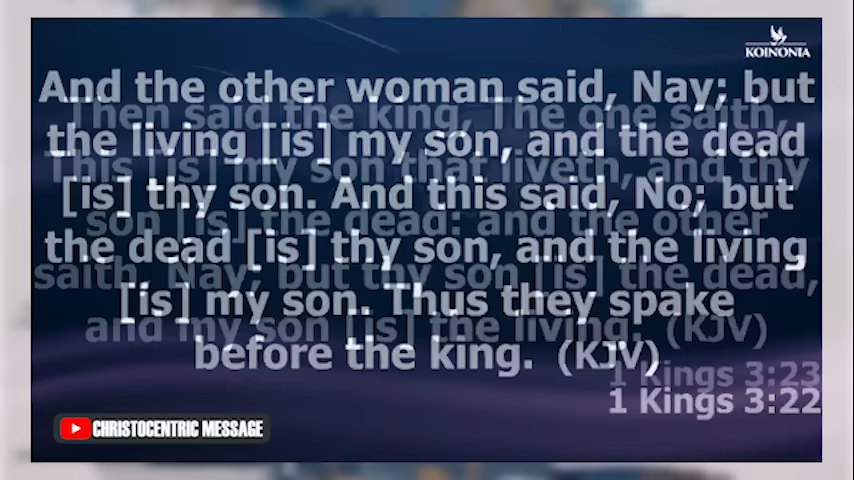 KOINONIA
And the other woman said, Nay; but
the living [is] my son, and the dead
[is] thy son. And this said, No; but
the dead [is] thy son, and the living
[is] my son. Thus they spake
before the king. (KJV)
1 Kings 3:22
Then said the king, The one saith,
This [is] my son that liveth, and thy
son [is] the dead: and the other
saith, Nay; but thy son [is] the dead,
and my son [is] the living. (KJV)
1 Kings 3:23
CHRISTOCENTRIC MESSAGE